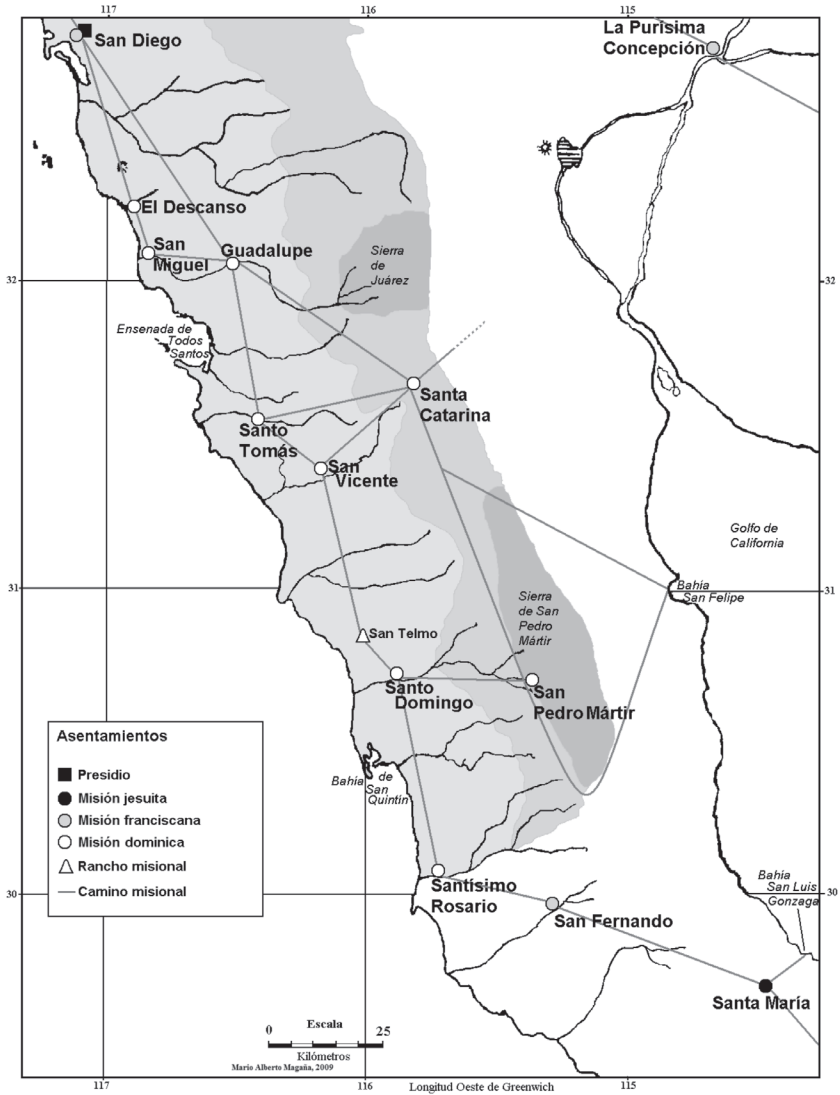 116
115
San Diego
La Purisima
Concepción
El Descanso
San
Miguel
Guadalupe
Sierra
de
Juárez
32
32
Ensenada de
Todos
Santos
Santa
Catarina
Santo
Tomás
San
Vicente
Golfo de
California
31
31
Bahía
San Felipe
Sierra
de San
Pedro
Mártir
San Telmo
Santo
Domingo
San
Pedro Mártir
Asentamientos
Presidio
Misión jesuita
Misión franciscana
Misión dominica
Rancho misional
Camino misional
Bahía de
San
Quintín
30
30
Santísimo
Rosario
San Fernando
Bahia
San Luis
Gonzaga
Santa María
0 Escala 25
Kilómetros
Mario Alberto Magaña, 2009
117
116
Longitud Oeste de Greenwich
115